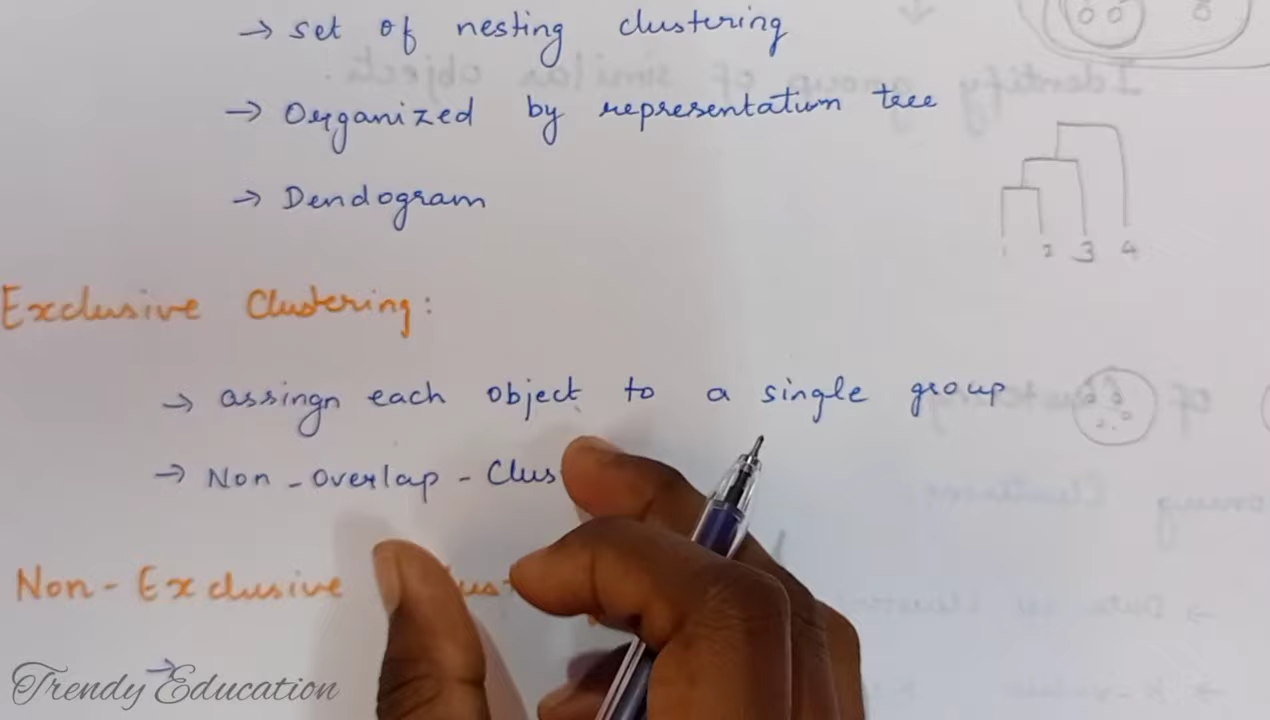 → set of nesting clustering
→ Organized by representation tree
→ Dendogram
1 2 3 4
Exclusive Clustering:
→ assingn each object to a single group
→ Non-Overlap-Clus
Non-Exclusive
→
Trendy Education